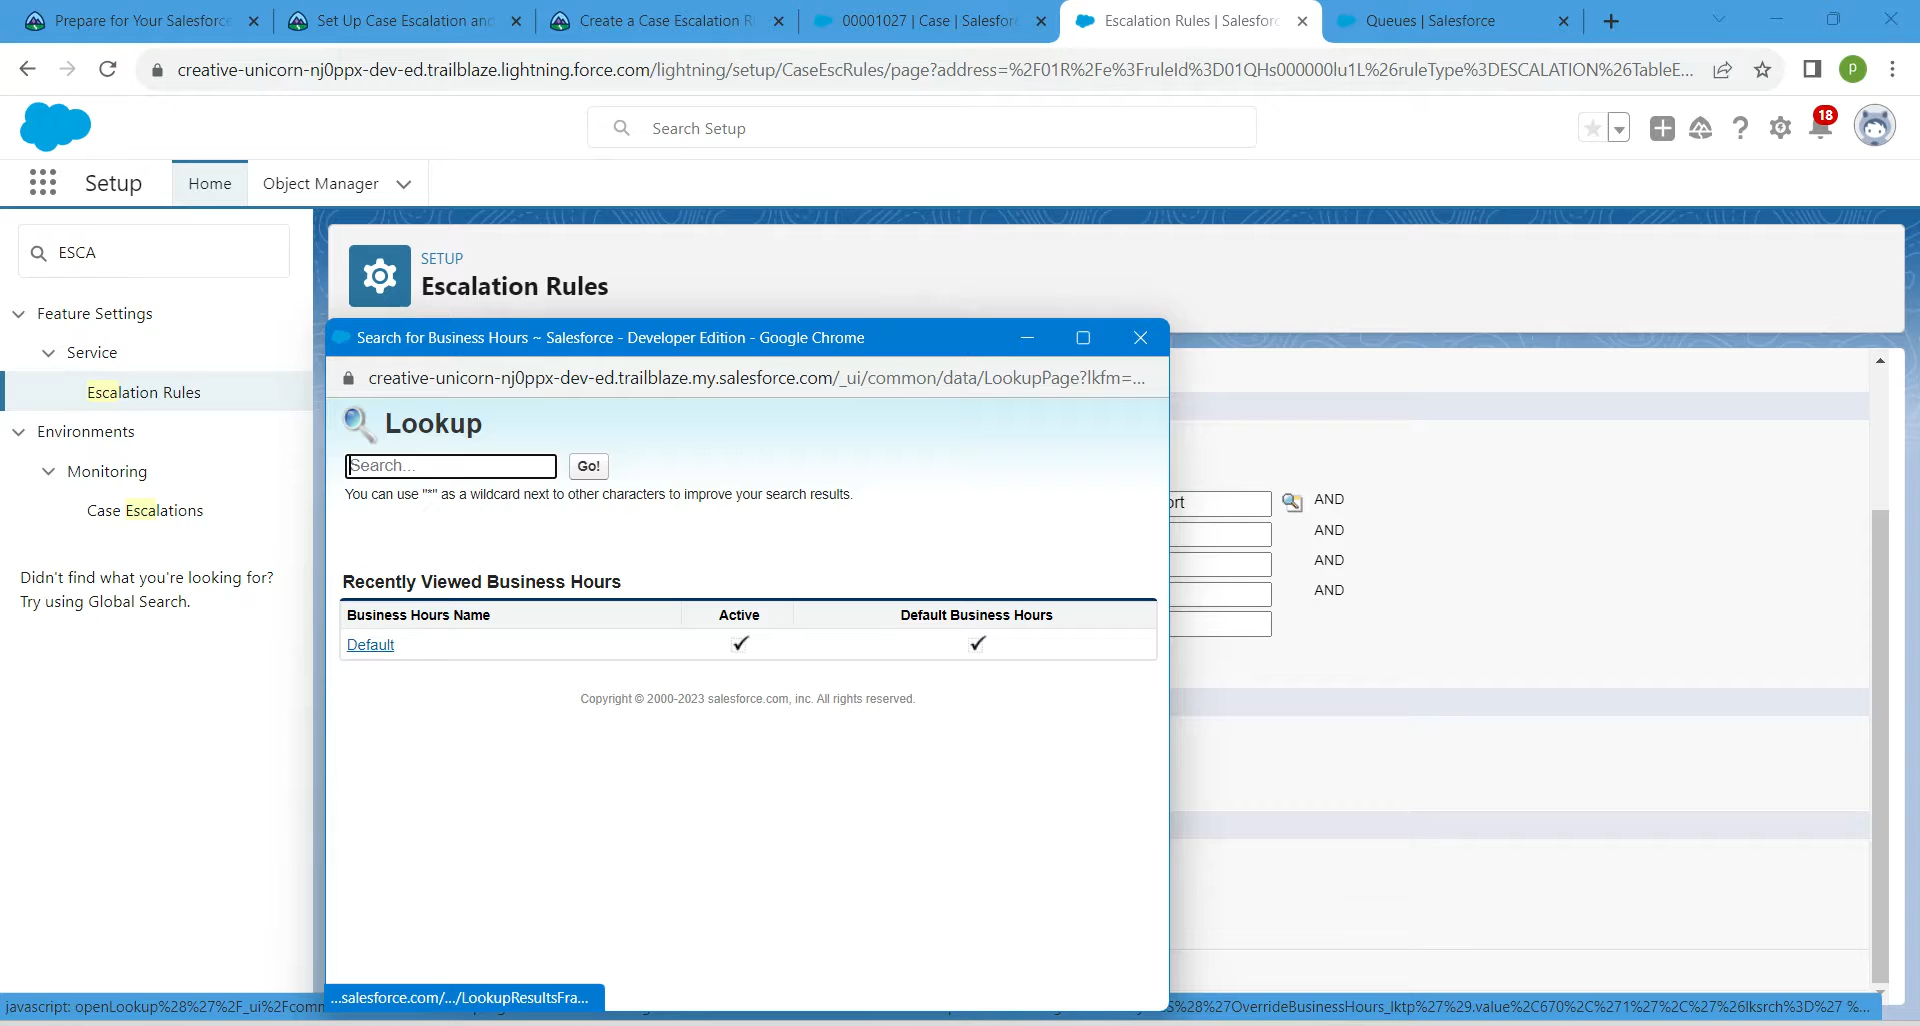 Prepare for Your Salesforce
Set Up Case Escalation and
Create a Case Escalation R
00001027 | Case | Salesfor
Escalation Rules | Salesforc
Queues | Salesforce
creative-unicorn-nj0ppx-dev-ed.trailblaze.lightning.force.com/lightning/setup/CaseEscRules/page?address=%2F01R%2Fe%3FruleId%3D01QHs000000lu1L%26ruleType%3DESCALATION%26TableE...
P
Search Setup
18
Setup
Home
Object Manager
ESCA
Feature Settings
Service
Escalation Rules
Environments
Monitoring
Case Escalations
Didn't find what you're looking for?
Try using Global Search.
SETUP
Escalation Rules
Search for Business Hours ~ Salesforce - Developer Edition - Google Chrome
creative-unicorn-nj0ppx-dev-ed.trailblaze.my.salesforce.com/_ui/common/data/LookupPage?lkfm=...
Lookup
Search...
Go!
You can use "*" as a wildcard next to other characters to improve your search results.
Recently Viewed Business Hours
Business Hours Name Active Default Business Hours
Default
Copyright © 2000-2023 salesforce.com, inc. All rights reserved.
ort AND
AND
AND
AND
...salesforce.com/.../LookupResultsFra...
javascript: openLookup%28%27%2F_ui%2Fcomm
S%28%27OverrideBusinessHours_lktp%27%29.value%2C670%2C%271%27%2C%27%26lksrch%3D%27 %...